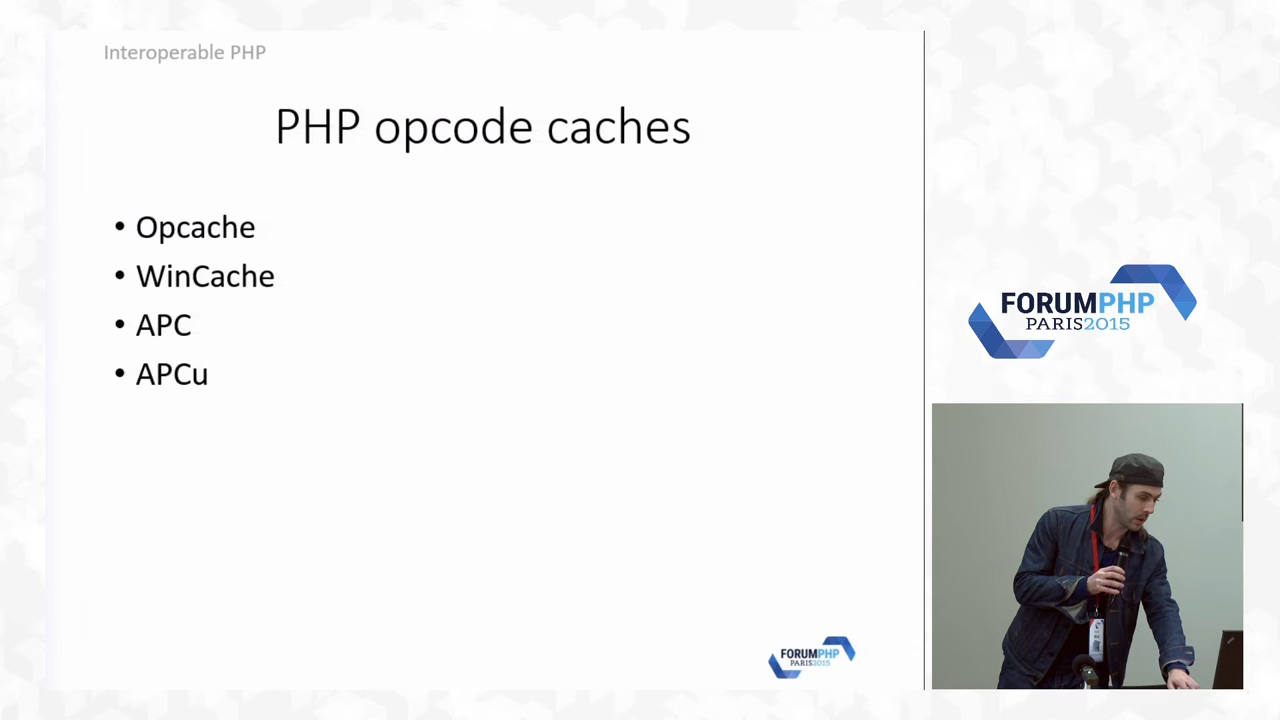 Interoperable PHP
PHP opcode caches
• Opcache
• WinCache
• APC
• APCu
FORUMPHP
PARIS2015
FORUMPHP
PARIS2015